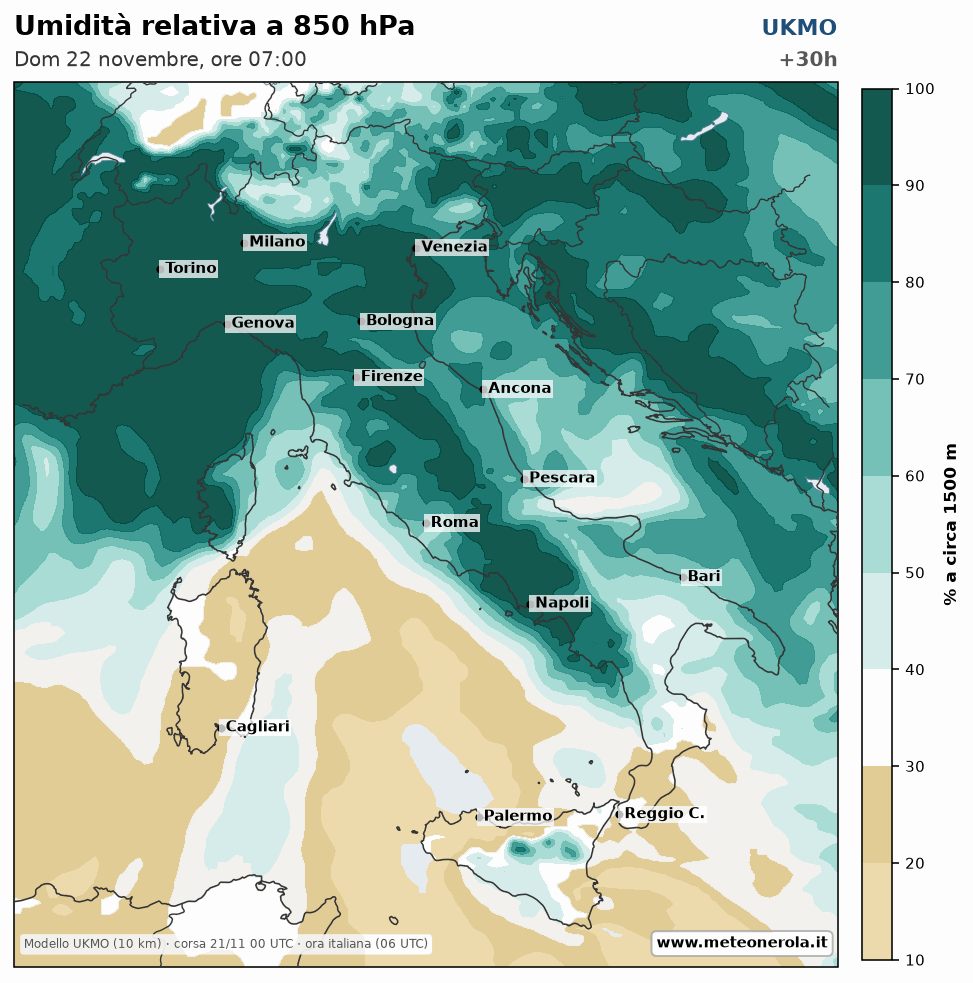 Umidità relativa a 850 hPa
UKMO
Dom 22 novembre, ore 07:00
+30h
100
90
80
70
60
50
40
30
20
10
% a circa 1500 m
Milano
Venezia
Torino
Genova
Bologna
Firenze
Ancona
Pescara
Roma
Bari
Napoli
Cagliari
Palermo
Reggio C.
Modello UKMO (10 km) · corsa 21/11 00 UTC · ora italiana (06 UTC)
www.meteonerola.it